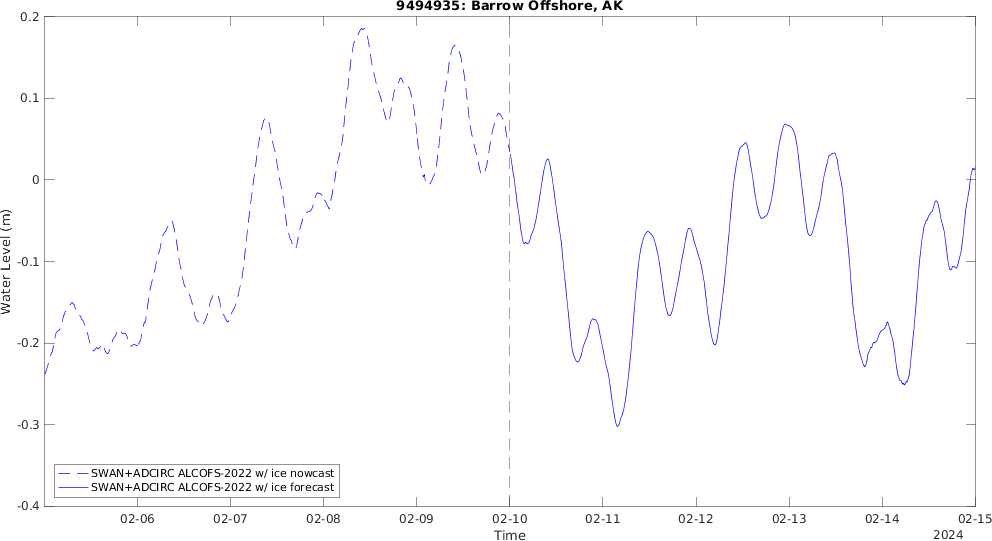 9494935: Barrow Offshore, AK
0.2
0.1
0
-0.1
-0.2
-0.3
-0.4
Water Level (m)
SWAN+ADCIRC ALCOFS-2022 w/ ice nowcast
SWAN+ADCIRC ALCOFS-2022 w/ ice forecast
02-06 02-07 02-08 02-09 02-10 02-11 02-12 02-13 02-14 02-15
Time
2024